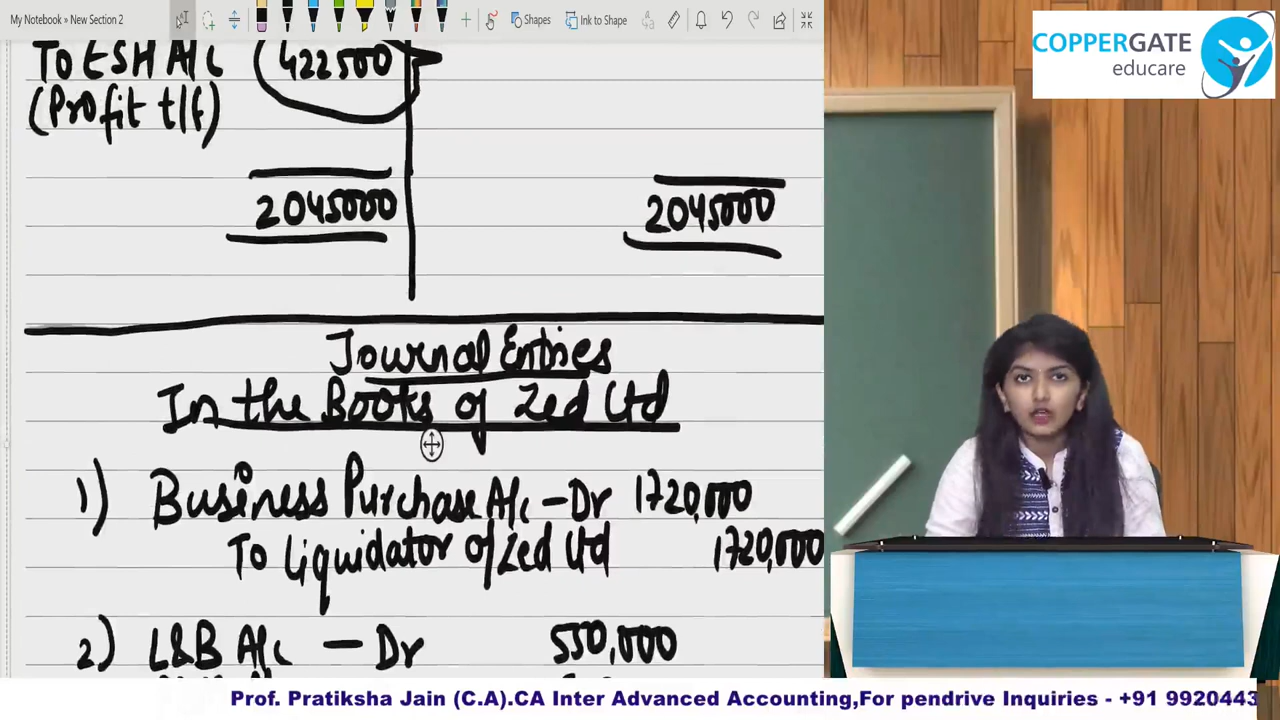 My Notebook » New Section 2
Shapes
Ink to Shape
COPPERGATE
educare
To ESH A/c 422500
(Profit t/f)
2045000 2045000
Journal Entries
In the Books of Zed Ltd
1) Business Purchase A/c - Dr 1720,000
To Liquidator of Zed Ltd 1720,000
2) L&B A/c - Dr 550,000
Prof. Pratiksha Jain (C.A).CA Inter Advanced Accounting,For pendrive Inquiries - +91 9920443